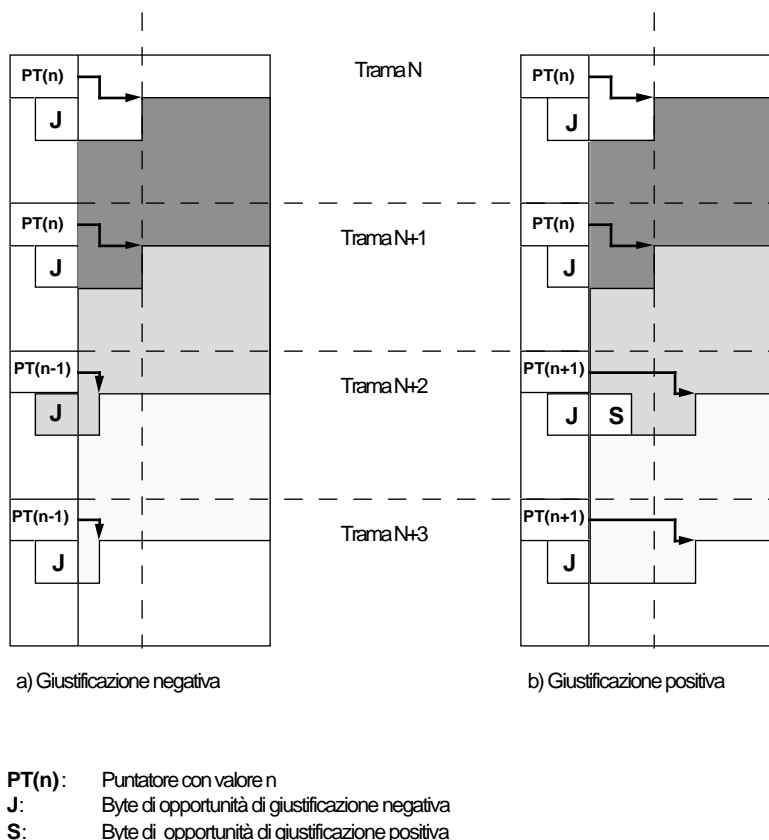 PT(n) Trama N PT(n)
J J
PT(n) Trama N+1 PT(n)
J J
PT(n-1) Trama N+2 PT(n+1)
J J S
PT(n-1) Trama N+3 PT(n+1)
J J
a) Giustificazione negativa b) Giustificazione positiva
PT(n): Puntatore con valore n
J: Byte di opportunità di giustificazione negativa
S: Byte di opportunità di giustificazione positiva